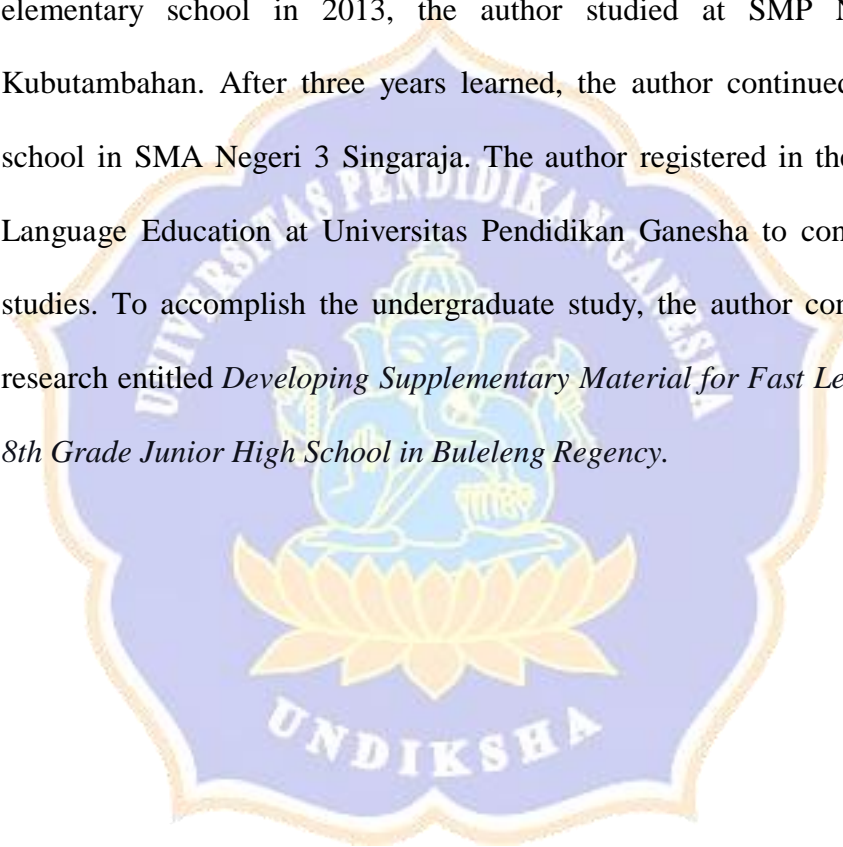 elementary school in 2013, the author studied at SMP
Kubutambahan. After three years learned, the author continued
school in SMA Negeri 3 Singaraja. The author registered in the
Language Education at Universitas Pendidikan Ganesha to
studies. To accomplish the undergraduate study, the author
research entitled Developing Supplementary Material for Fast
8th Grade Junior High School in Buleleng Regency.
UNIVERSITAS PENDIDIKAN GANESHA
UNDIKSHA